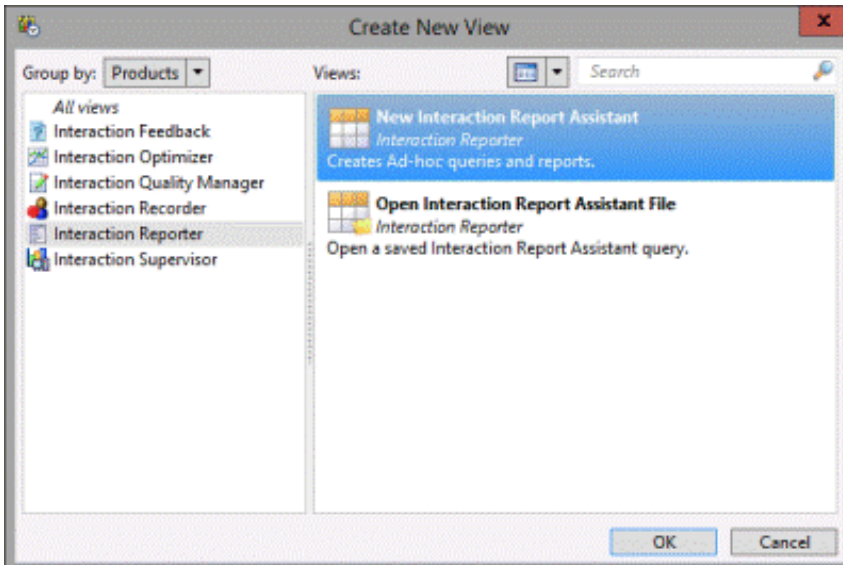 Create New View
Group by: Products
Views:
Search
All views
Interaction Feedback
Interaction Optimizer
Interaction Quality Manager
Interaction Recorder
Interaction Reporter
Interaction Supervisor
New Interaction Report Assistant
Interaction Reporter
Creates Ad-hoc queries and reports.
Open Interaction Report Assistant File
Interaction Reporter
Open a saved Interaction Report Assistant query.
OK
Cancel